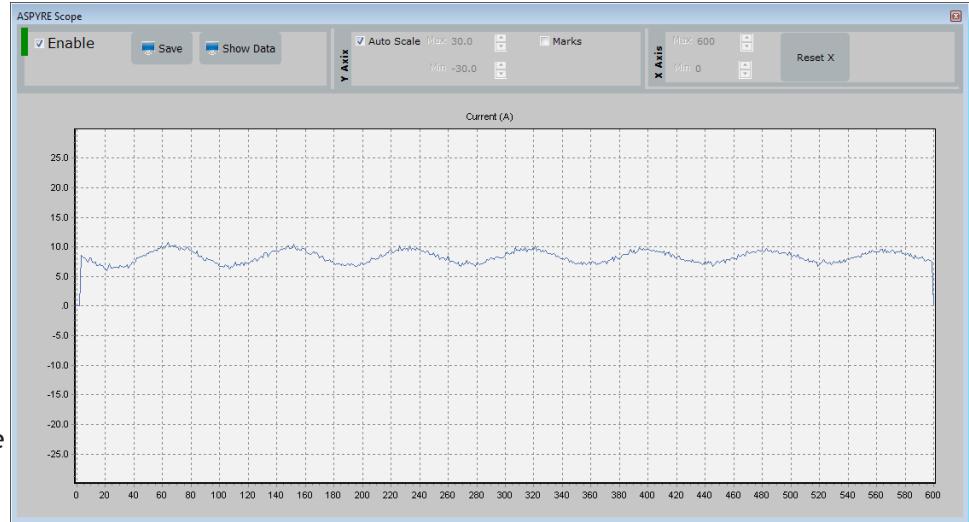 ASPYRE Scope
Enable
Save
Show Data
Y Axis
Auto Scale
Max 30.0
Min -30.0
Marks
X Axis
Max 600
Min 0
Reset X
Current (A)
25.0
20.0
15.0
10.0
5.0
.0
-5.0
-10.0
-15.0
-20.0
-25.0
0 20 40 60 80 100 120 140 160 180 200 220 240 260 280 300 320 340 360 380 400 420 440 460 480 500 520 540 560 580 600
e